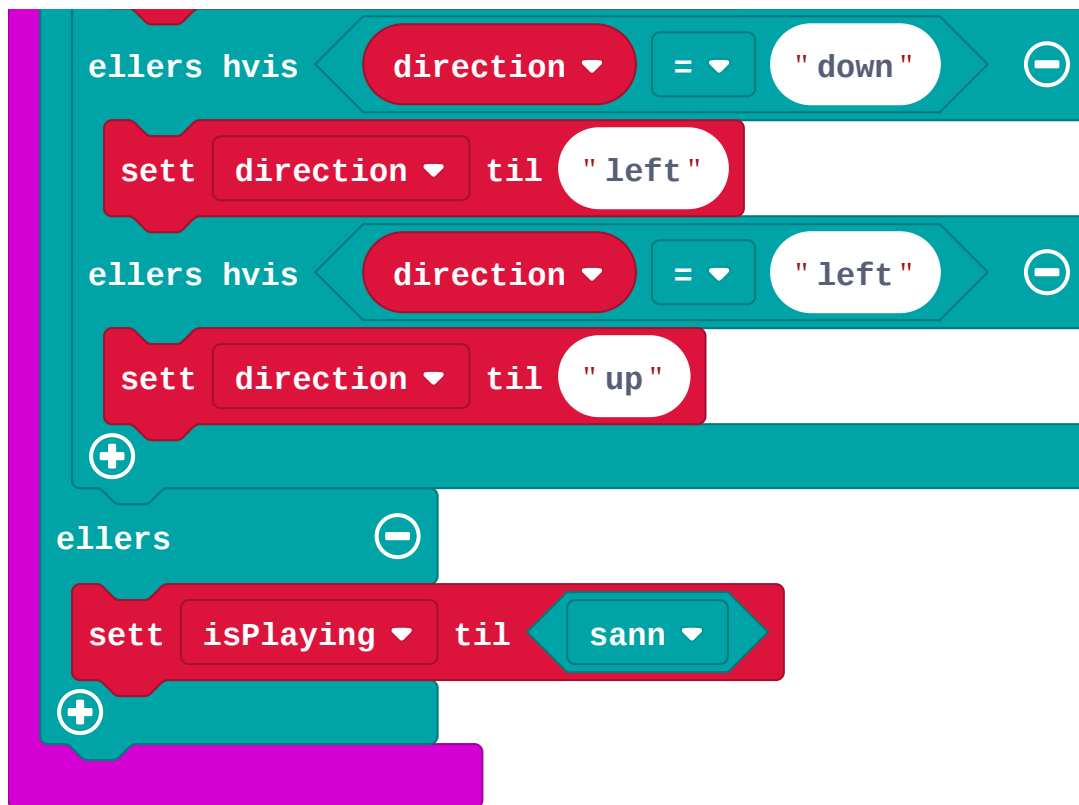 ellers hvis direction = "down"
sett direction til "left"
ellers hvis direction = "left"
sett direction til "up"
ellers
sett isPlaying til sann